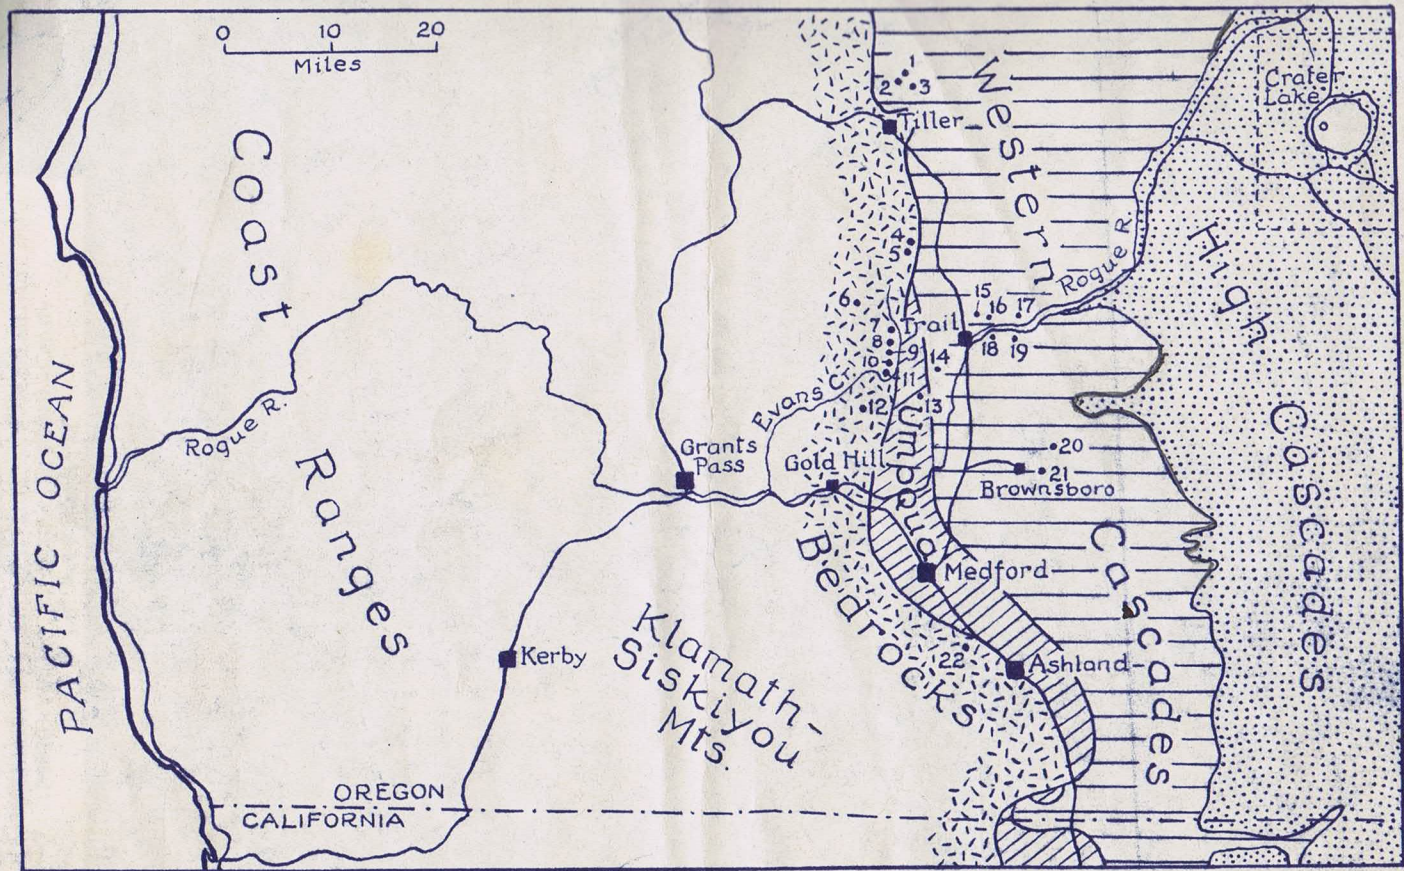 0 10 20
Miles
Coast
Ranges
PACIFIC OCEAN
Rogue R.
Western
Cascades
High Cascades
Crater
Lake
1
2 3
Tiller
4
5
Rogue R.
6
15
16 17
7
Trail
8
9
18 19
10
14
11
Evans C.
12
13
Umpqua
20
21
Brownsboro
Grants
Pass
Gold Hill
Bedrocks
Medford
Klamath-
Siskiyou
Mts.
Kerby
22
Ashland
OREGON
CALIFORNIA